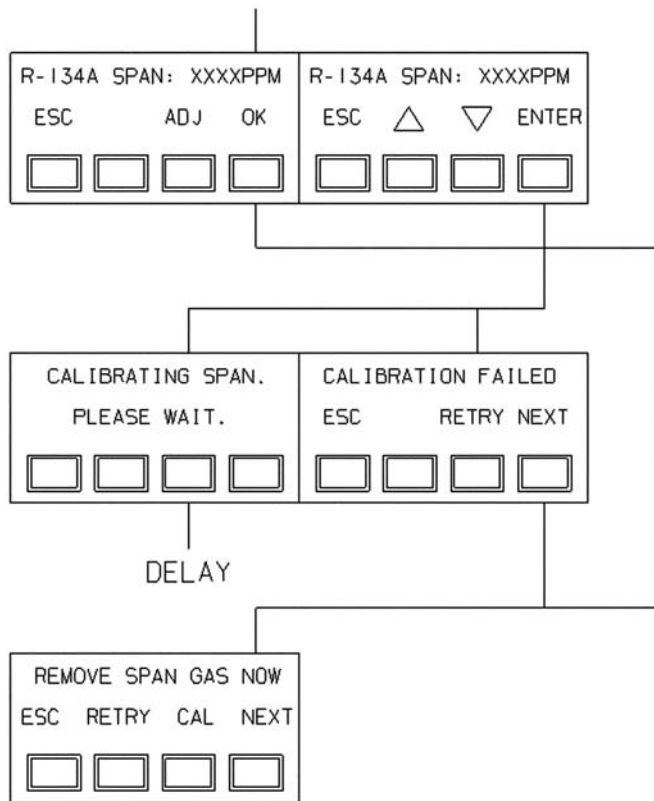 R-134A SPAN: XXXXPPM
ESC ADJ OK
R-134A SPAN: XXXXPPM
ESC △ ▽ ENTER
CALIBRATING SPAN.
PLEASE WAIT.
CALIBRATION FAILED
ESC RETRY NEXT
DELAY
REMOVE SPAN GAS NOW
ESC RETRY CAL NEXT